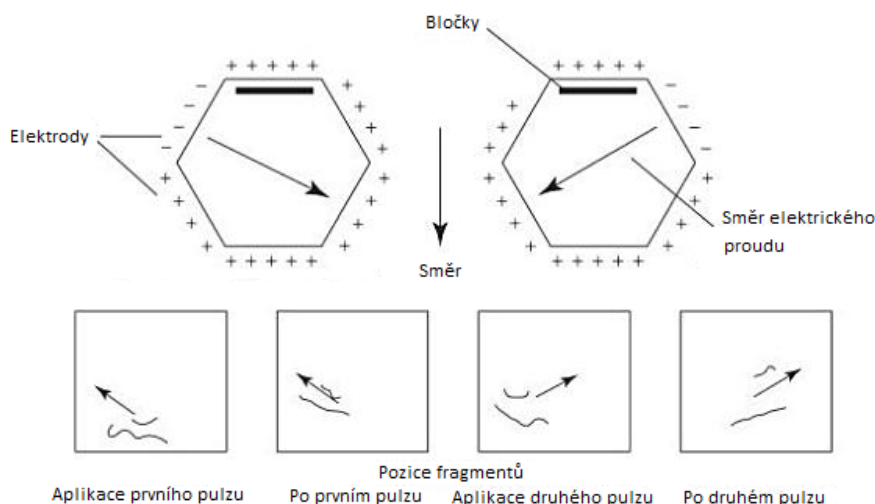 Bločky
Elektrody
Směr elektrického
proudu
Směr
Pozice fragmentů
Aplikace prvního pulzu
Po prvním pulzu
Aplikace druhého pulzu
Po druhém pulzu